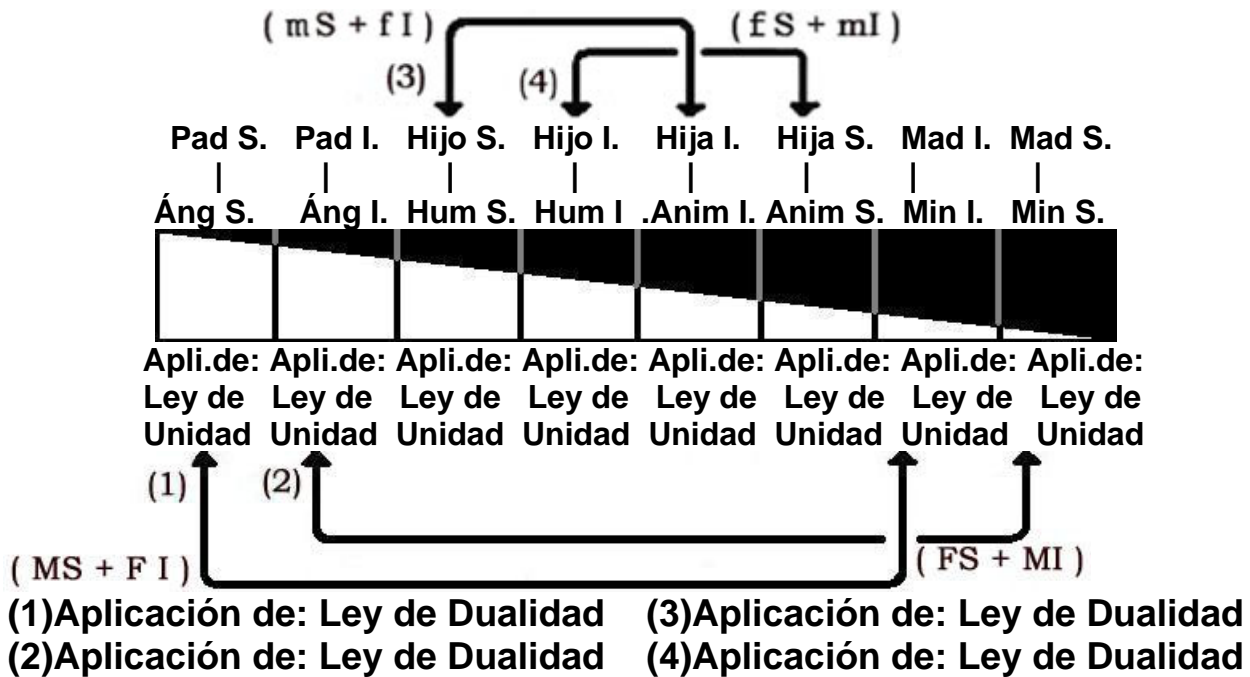 ( mS + f I ) ( f S + mI )
(3) (4)
Pad S. Pad I. Hijo S. Hijo I. Hija I. Hija S. Mad I. Mad S.
| | | | | | | |
Áng S. Áng I. Hum S. Hum I .Anim I. Anim S. Min I. Min S.
Apli.de: Apli.de: Apli.de: Apli.de: Apli.de: Apli.de: Apli.de: Apli.de:
Ley de Ley de Ley de Ley de Ley de Ley de Ley de Ley de
Unidad Unidad Unidad Unidad Unidad Unidad Unidad Unidad
(1) (2)
( MS + F I ) ( FS + MI )
(1)Aplicación de: Ley de Dualidad (3)Aplicación de: Ley de Dualidad
(2)Aplicación de: Ley de Dualidad (4)Aplicación de: Ley de Dualidad